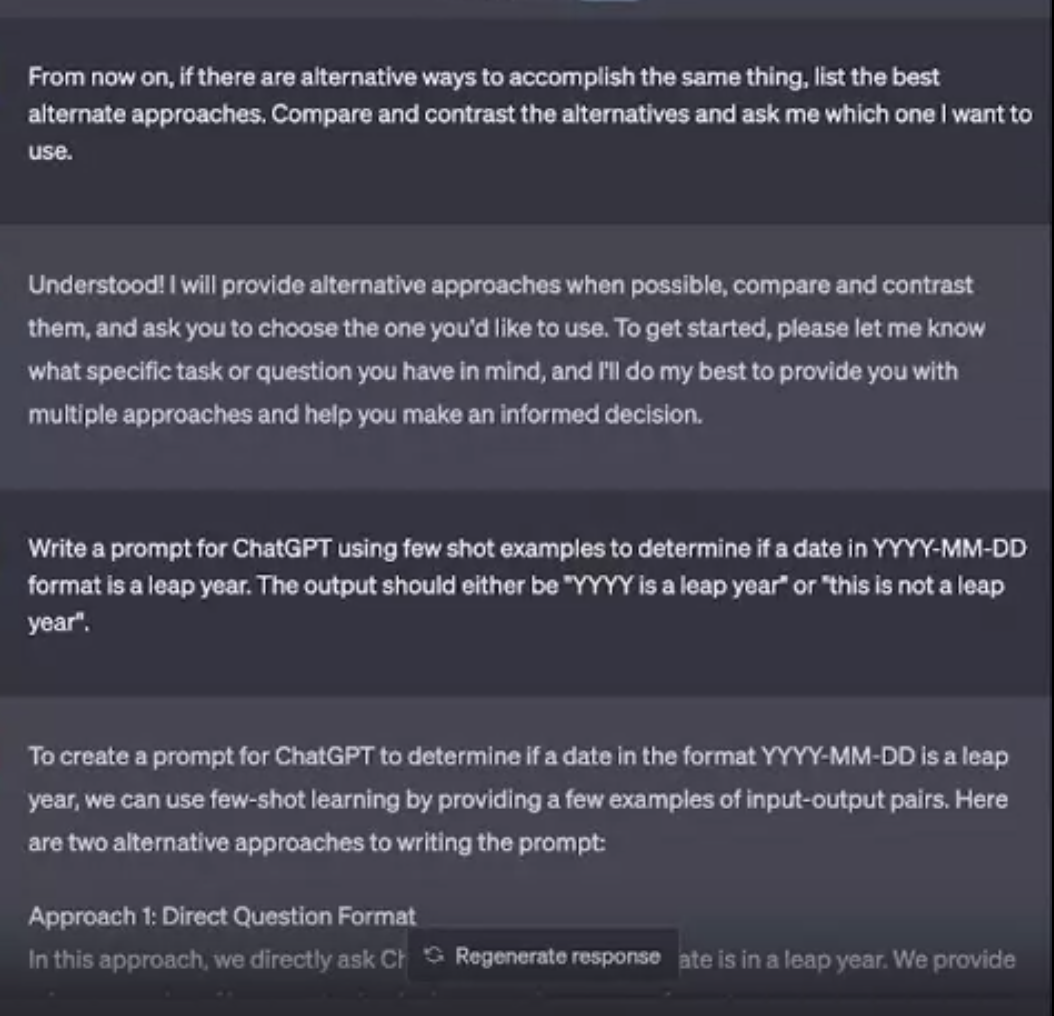 From now on, if there are alternative ways to accomplish the same thing, list the best
alternate approaches. Compare and contrast the alternatives and ask me which one I want to
use.
Understood! I will provide alternative approaches when possible, compare and contrast
them, and ask you to choose the one you'd like to use. To get started, please let me know
what specific task or question you have in mind, and I'll do my best to provide you with
multiple approaches and help you make an informed decision.
Write a prompt for ChatGPT using few shot examples to determine if a date in YYYY-MM-DD
format is a leap year. The output should either be "YYYY is a leap year" or "this is not a leap
year".
To create a prompt for ChatGPT to determine if a date in the format YYYY-MM-DD is a leap
year, we can use few-shot learning by providing a few examples of input-output pairs. Here
are two alternative approaches to writing the prompt:
Approach 1: Direct Question Format
In this approach, we directly ask Ch Regenerate response ate is in a leap year. We provide